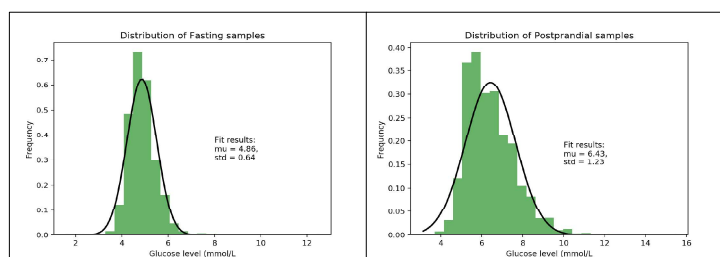 Distribution of Fasting samples
0.7
0.6
0.5
0.4
0.3
0.2
0.1
0.0
Frequency
Fit results:
mu = 4.86,
std = 0.64
2 4 6 8 10 12
Glucose level (mmol/L
Distribution of Postprandial samples
0.40
0.35
0.30
0.25
0.20
0.15
0.10
0.05
0.00
Frequency
Fit results:
mu = 6.43,
std = 1.23
4 6 8 10 12 14 16
Glucose level (mmol/L